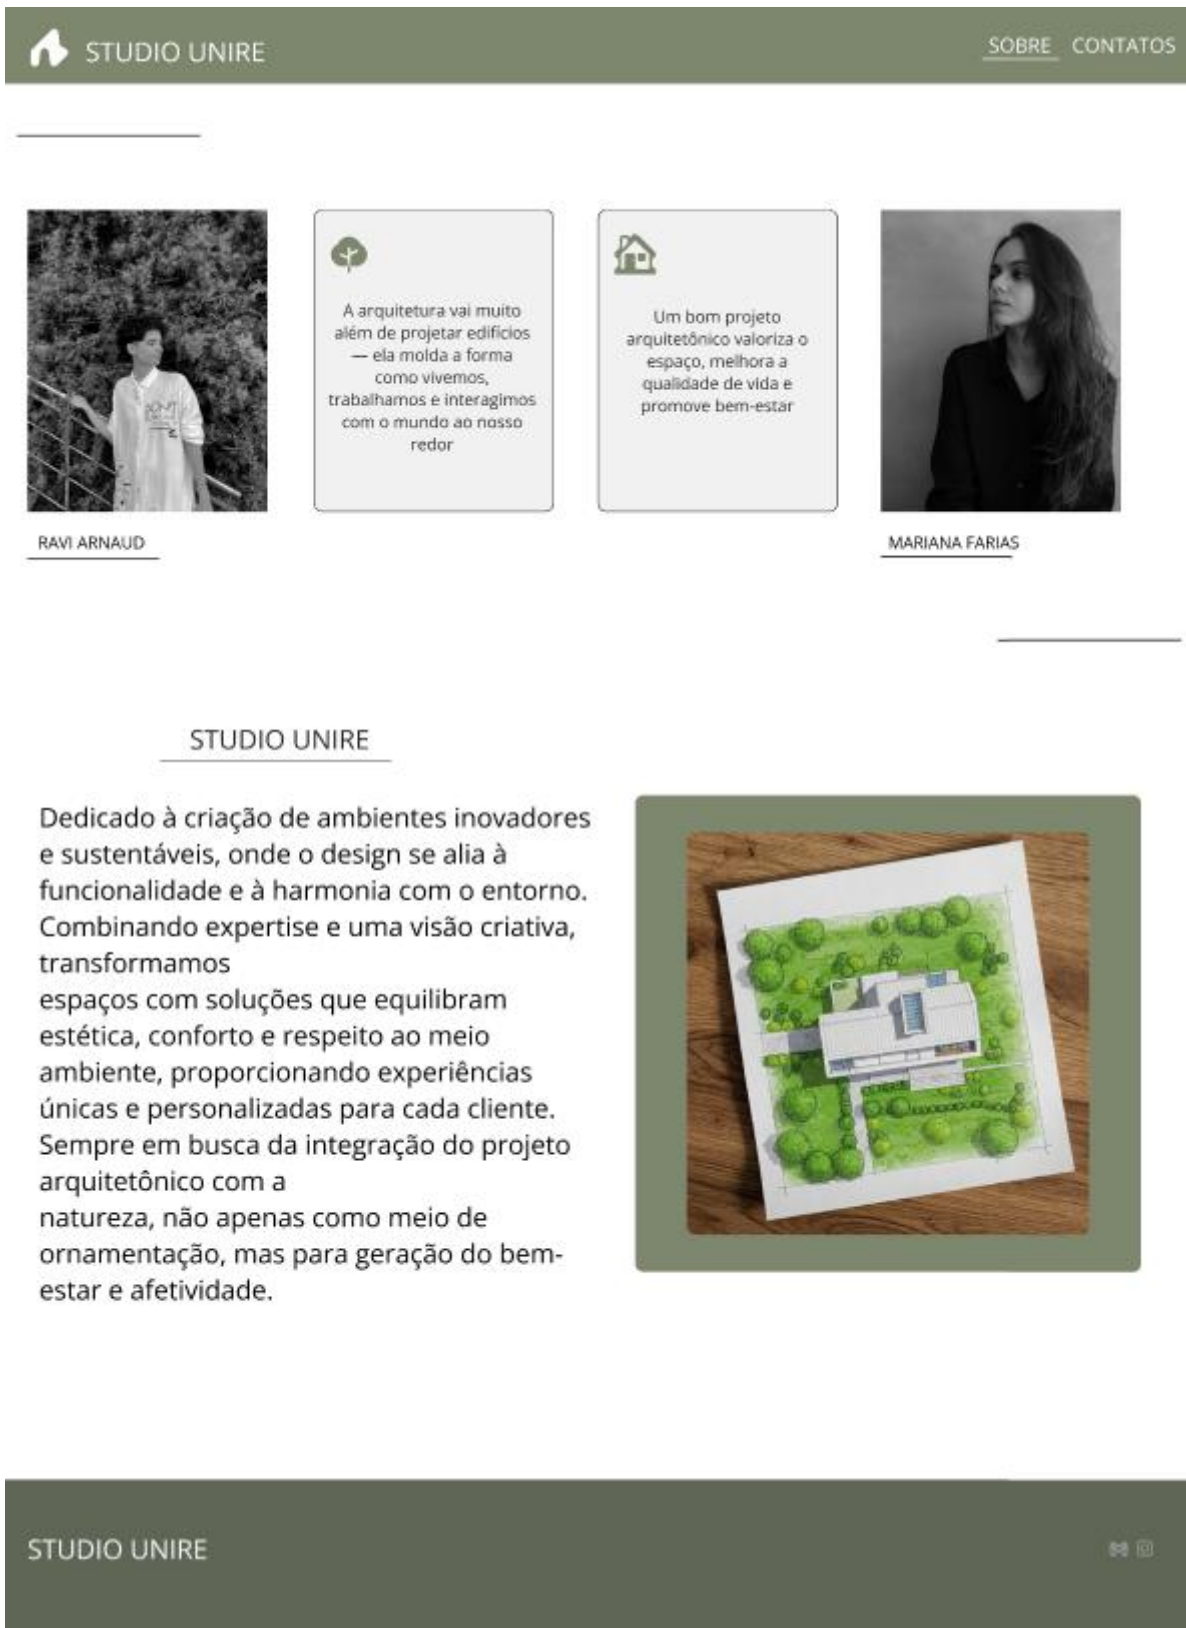 STUDIO UNIRE
SOBRE CONTATOS
A arquitetura vai muito
além de projetar edifícios
— ela molda a forma
como vivemos,
trabalhamos e interagimos
com o mundo ao nosso
redor
Um bom projeto
arquitetônico valoriza o
espaço, melhora a
qualidade de vida e
promove bem-estar
RAVI ARNAUD
MARIANA FARIAS
STUDIO UNIRE
Dedicado à criação de ambientes inovadores
e sustentáveis, onde o design se alia à
funcionalidade e à harmonia com o entorno.
Combinando expertise e uma visão criativa,
transformamos
espaços com soluções que equilibram
estética, conforto e respeito ao meio
ambiente, proporcionando experiências
únicas e personalizadas para cada cliente.
Sempre em busca da integração do projeto
arquitetônico com a
natureza, não apenas como meio de
ornamentação, mas para geração do bem-
estar e afetividade.
STUDIO UNIRE